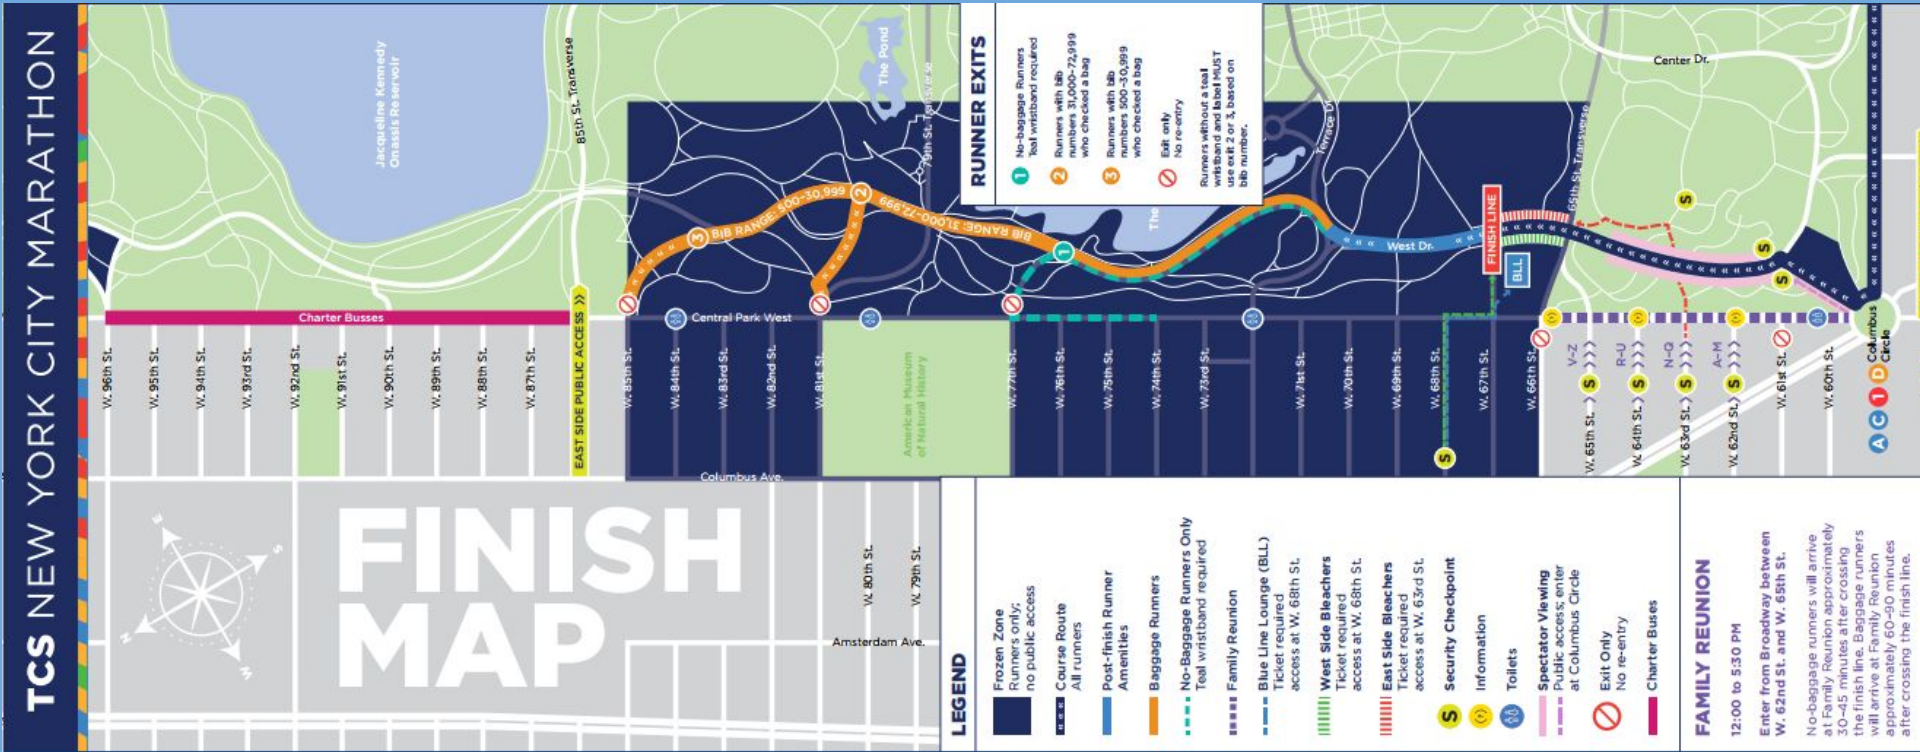 TCS NEW YORK CITY MARATHON
FINISH
MAP
Jacqueline Kennedy
Onassis Reservoir
85th St. Transverse
The Pond
79th St. Transverse
The
Terrace Dr.
65th St. Transverse
Center Dr.
West Dr.
FINISH LINE
BLL
3
BIB RANGE: 500-30,999
2
BIB RANGE: 31,000-72,999
1
Charter Busses
EAST SIDE PUBLIC ACCESS >>
Central Park West
American Museum
of Natural History
Columbus Ave.
Amsterdam Ave.
Columbus
Circle
A C 1 D
W. 96th St.
W. 95th St.
W. 94th St.
W. 93rd St.
W. 92nd St.
W. 91st St.
W. 90th St.
W. 89th St.
W. 88th St.
W. 87th St.
W. 85th St.
W. 84th St.
W. 83rd St.
W. 82nd St.
W. 81st St.
W. 80th St.
W. 79th St.
W. 77th St.
W. 76th St.
W. 75th St.
W. 74th St.
W. 73rd St.
W. 71st St.
W. 70th St.
W. 69th St.
W. 68th St.
W. 67th St.
W. 66th St.
W. 65th St. S V-Z
W. 64th St. S R-U
W. 63rd St. S N-Q
W. 62nd St. S A-M
W. 61st St.
W. 60th St.
S
S
S
S
RUNNER EXITS
1 No-baggage Runners
Teal wristband required
2 Runners with bib
numbers 31,000-72,999
who checked a bag
3 Runners with bib
numbers 500-30,999
who checked a bag
Exit only
No re-entry
Runners without a teal
wristband and label MUST
use exit 2 or 3, based on
bib number.
LEGEND
Frozen Zone
Runners only;
no public access
Course Route
All runners
Post-finish Runner
Amenities
Baggage Runners
No-Baggage Runners Only
Teal wristband required
Family Reunion
Blue Line Lounge (BLL)
Ticket required
access at W. 68th St.
West Side Bleachers
Ticket required
access at W. 68th St.
East Side Bleachers
Ticket required
access at W. 63rd St.
S Security Checkpoint
Information
Toilets
Spectator Viewing
Public access; enter
at Columbus Circle
Exit Only
No re-entry
Charter Buses
FAMILY REUNION
12:00 to 5:30 PM
Enter from Broadway between
W. 62nd St. and W. 65th St.
No-baggage runners will arrive
at Family Reunion approximately
30-45 minutes after crossing
the finish line. Baggage runners
will arrive at Family Reunion
approximately 60-90 minutes
after crossing the finish line.
N
E
S
W